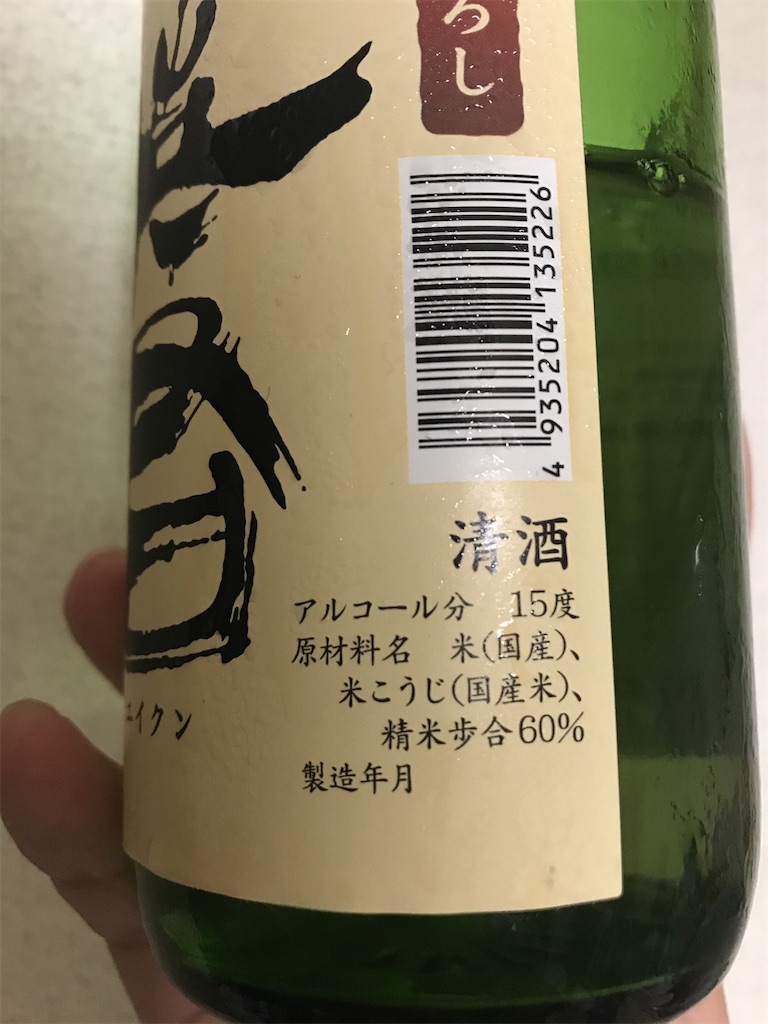 ろし
4 935204 135226
清酒
アルコール分 15度
原材料名 米(国産)、
米こうじ(国産米)、
精米歩合60%
製造年月
エイクン